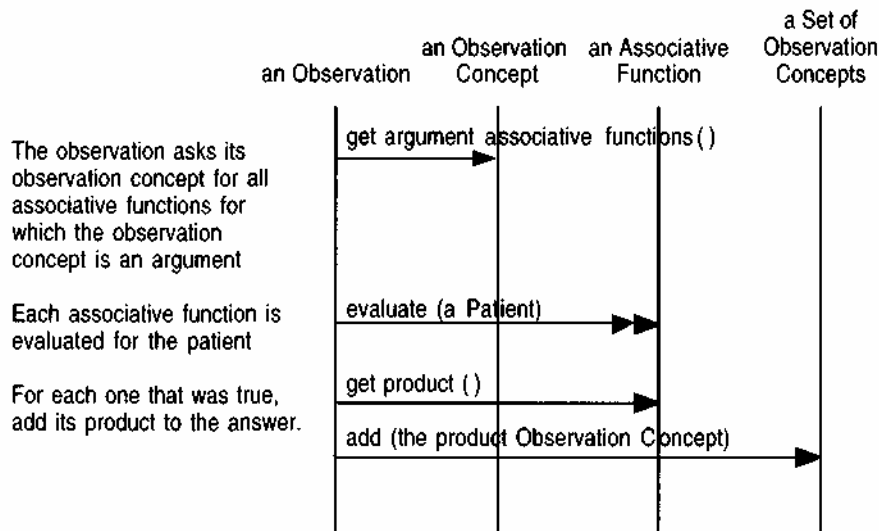 a Set of
an Observation an Associative Observation
an Observation Concept Function Concepts
get argument associative functions ( )
The observation asks its
observation concept for all
associative functions for
which the observation
concept is an argument
Each associative function is
evaluated for the patient
evaluate (a Patient)
For each one that was true,
add its product to the answer.
get product ( )
add (the product Observation Concept)